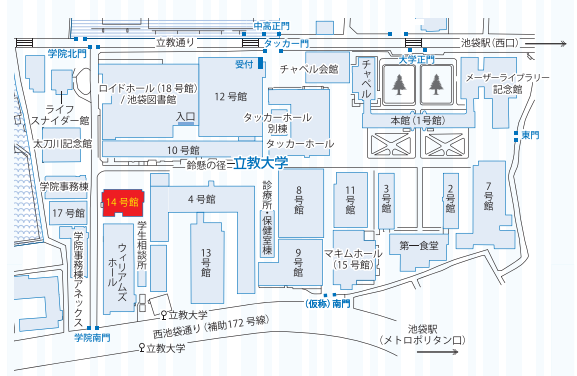 中高正門
学院北門
立教通り
タッカー門
池袋駅(西口)
大学正門
受付
チャペル会館
チャペル
メーザーライブラリー
記念館
ロイドホール(18号館)
/池袋図書館
12号館
ライフ
スナイダー館
入口
タッカーホール
別棟
本館(1号館)
太刀川記念館
東門
10号館
タッカーホール
鈴懸の径
立教大学
学院事務棟
14号館
4号館
診療所・保健室棟
8号館
11号館
3号館
2号館
7号館
17号館
学生相談所
学院事務棟アネックス
ウィリアムズ
ホール
13号館
9号館
マキムホール
(15号館)
第一食堂
(仮称)南門
立教大学
学院南門
西池袋通り(補助172号線)
立教大学
池袋駅
(メトロポリタン口)